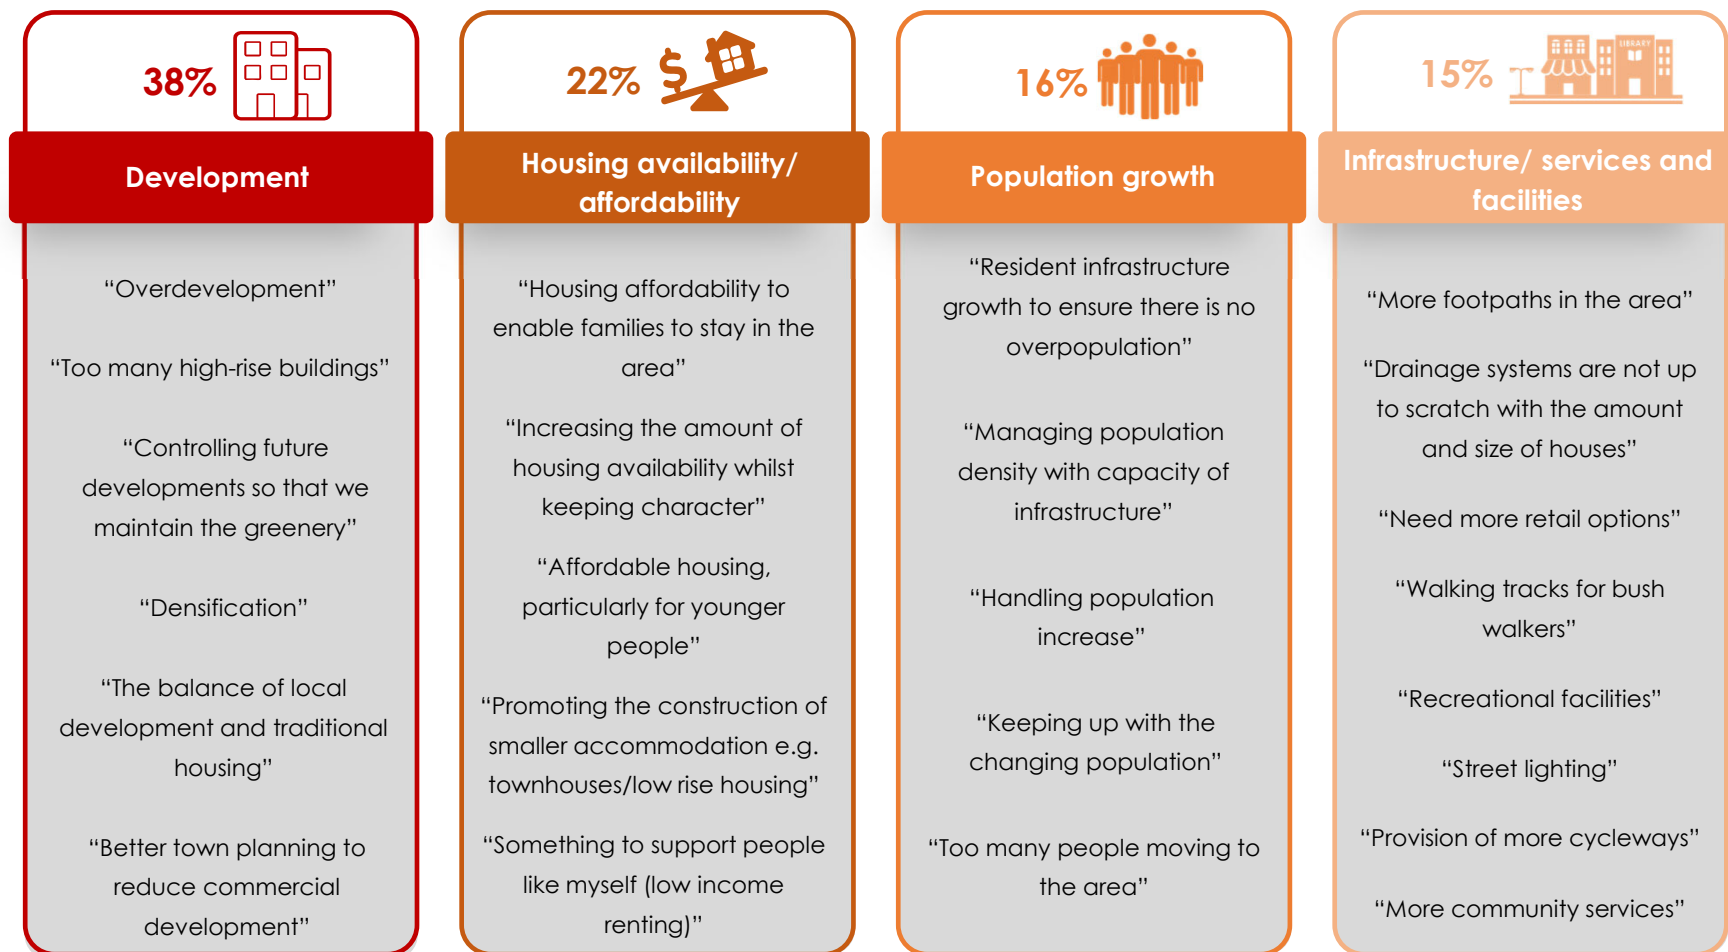 38%
Development
“Overdevelopment”
“Too many high-rise buildings”
“Controlling future
developments so that we
maintain the greenery”
“Densification”
“The balance of local
development and traditional
housing”
“Better town planning to
reduce commercial
development”
22%
$
Housing availability/
affordability
“Housing affordability to
enable families to stay in the
area”
“Increasing the amount of
housing availability whilst
keeping character”
“Affordable housing,
particularly for younger
people”
“Promoting the construction of
smaller accommodation e.g.
townhouses/low rise housing”
“Something to support people
like myself (low income
renting)”
16%
Population growth
“Resident infrastructure
growth to ensure there is no
overpopulation”
“Managing population
density with capacity of
infrastructure”
“Handling population
increase”
“Keeping up with the
changing population”
“Too many people moving to
the area”
15%
LIBRARY
Infrastructure/ services and
facilities
“More footpaths in the area”
“Drainage systems are not up
to scratch with the amount
and size of houses”
“Need more retail options”
“Walking tracks for bush
walkers”
“Recreational facilities”
“Street lighting”
“Provision of more cycleways”
“More community services”